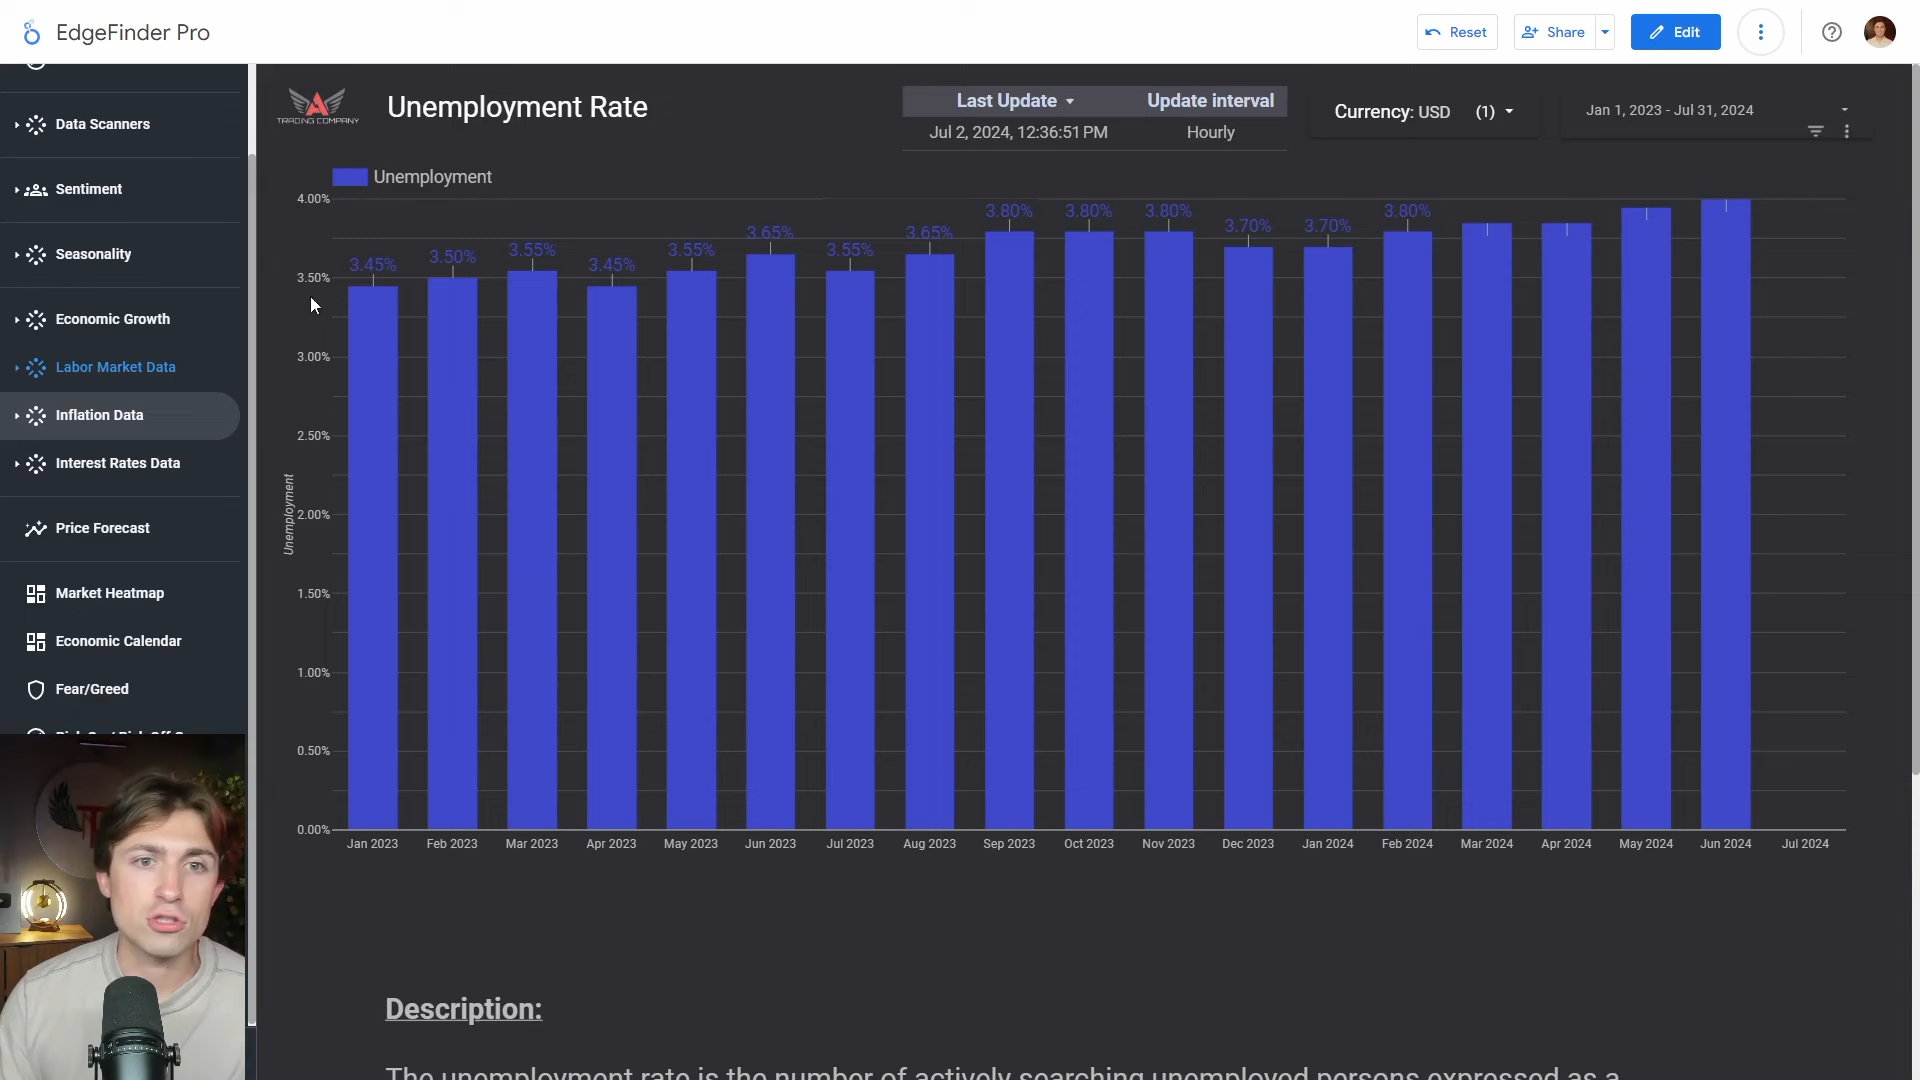 EdgeFinder Pro
Reset
Share
Edit
Data Scanners
Sentiment
Seasonality
Economic Growth
Labor Market Data
Inflation Data
Interest Rates Data
Price Forecast
Market Heatmap
Economic Calendar
Fear/Greed
TRADING COMPANY
Unemployment Rate
Last Update Update interval
Jul 2, 2024, 12:36:51 PM Hourly
Currency: USD (1)
Jan 1, 2023 - Jul 31, 2024
Unemployment
4.00%
3.50%
3.00%
2.50%
2.00%
1.50%
1.00%
0.50%
0.00%
Unemployment
3.45% 3.50% 3.55% 3.45% 3.55% 3.65% 3.55% 3.65% 3.80% 3.80% 3.80% 3.70% 3.70% 3.80%
Jan 2023 Feb 2023 Mar 2023 Apr 2023 May 2023 Jun 2023 Jul 2023 Aug 2023 Sep 2023 Oct 2023 Nov 2023 Dec 2023 Jan 2024 Feb 2024 Mar 2024 Apr 2024 May 2024 Jun 2024 Jul 2024
Description:
The unemployment rate is the number of actively searching unemployed persons expressed as a